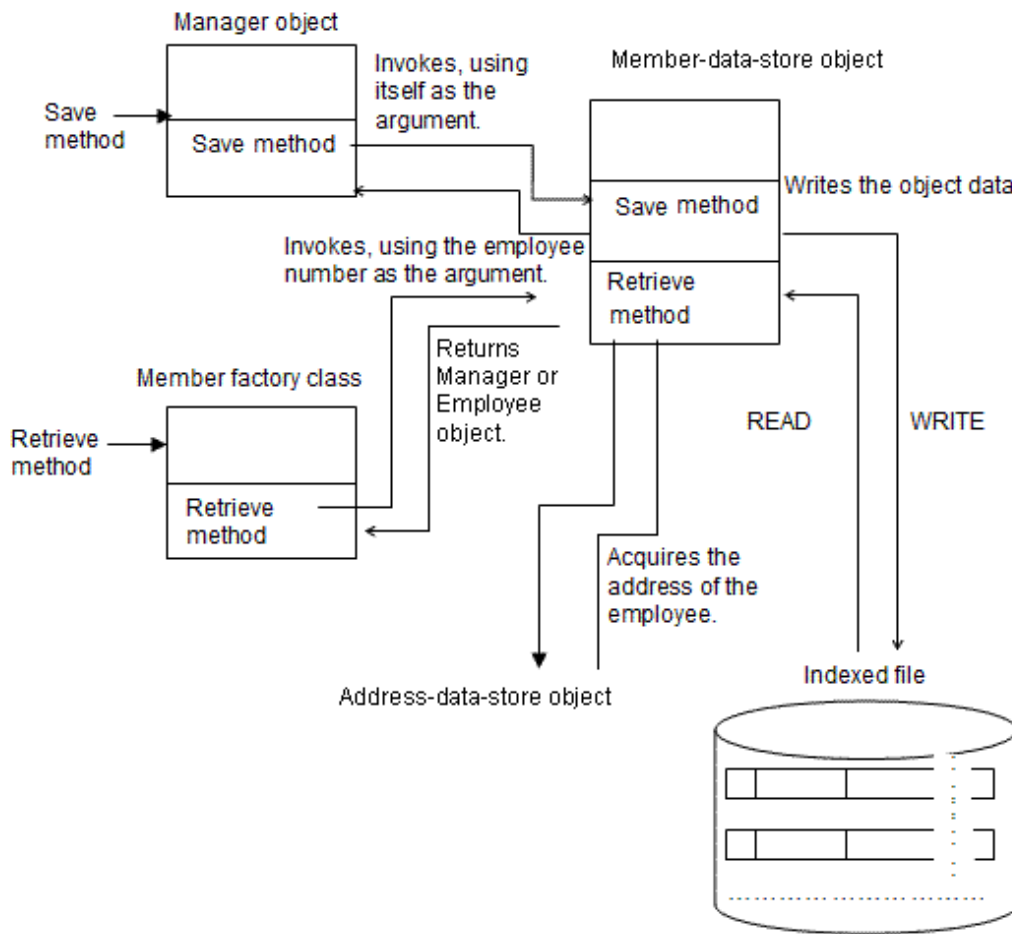 Manager object
Invokes, using
itself as the
argument.
Member-data-store object
Save
method
Save method
Save method
Writes the object data
Invokes, using the employee
number as the argument.
Retrieve
method
Returns
Manager or
Employee
object.
Member factory class
READ
WRITE
Retrieve
method
Retrieve
method
Acquires the
address of the
employee.
Address-data-store object
Indexed file